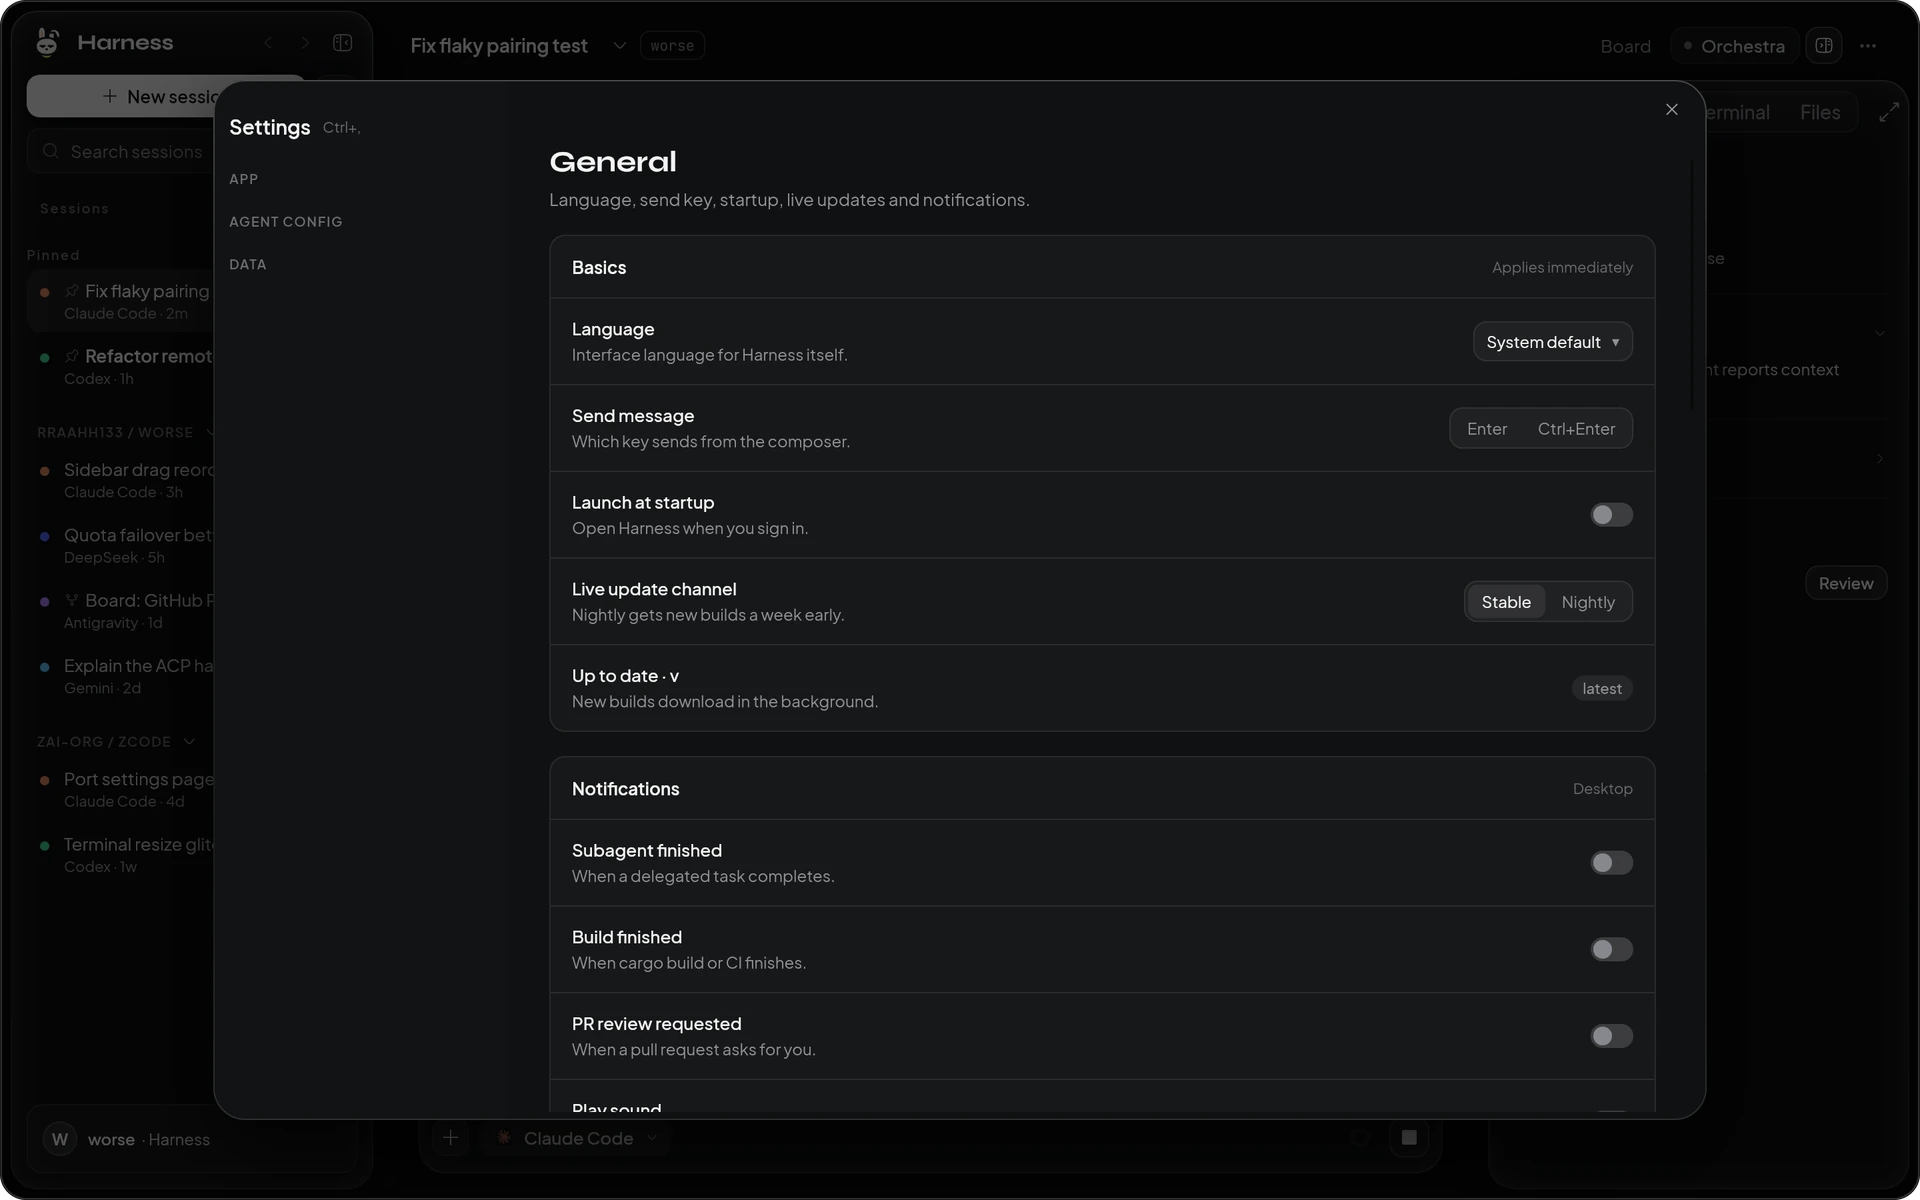 Harness
Fix flaky pairing test
worse
Board
Orchestra
New sessio
Search sessions
Sessions
Pinned
Fix flaky pairing
Claude Code · 2m
Refactor remot
Codex · 1h
RRAAHH133 / WORSE
Sidebar drag reord
Claude Code · 3h
Quota failover bet
DeepSeek · 5h
Board: GitHub P
Antigravity · 1d
Explain the ACP ha
Gemini · 2d
ZAI-ORG / ZCODE
Port settings page
Claude Code · 4d
Terminal resize glit
Codex · 1w
W
worse · Harness
Settings Ctrl+,
APP
AGENT CONFIG
DATA
General
Language, send key, startup, live updates and notifications.
Basics
Applies immediately
Language
Interface language for Harness itself.
System default
Send message
Which key sends from the composer.
Enter
Ctrl+Enter
Launch at startup
Open Harness when you sign in.
Live update channel
Nightly gets new builds a week early.
Stable
Nightly
Up to date · v
New builds download in the background.
latest
Notifications
Desktop
Subagent finished
When a delegated task completes.
Build finished
When cargo build or CI finishes.
PR review requested
When a pull request asks for you.
Play sound
Claude Code
erminal
Files
se
nt reports context
Review